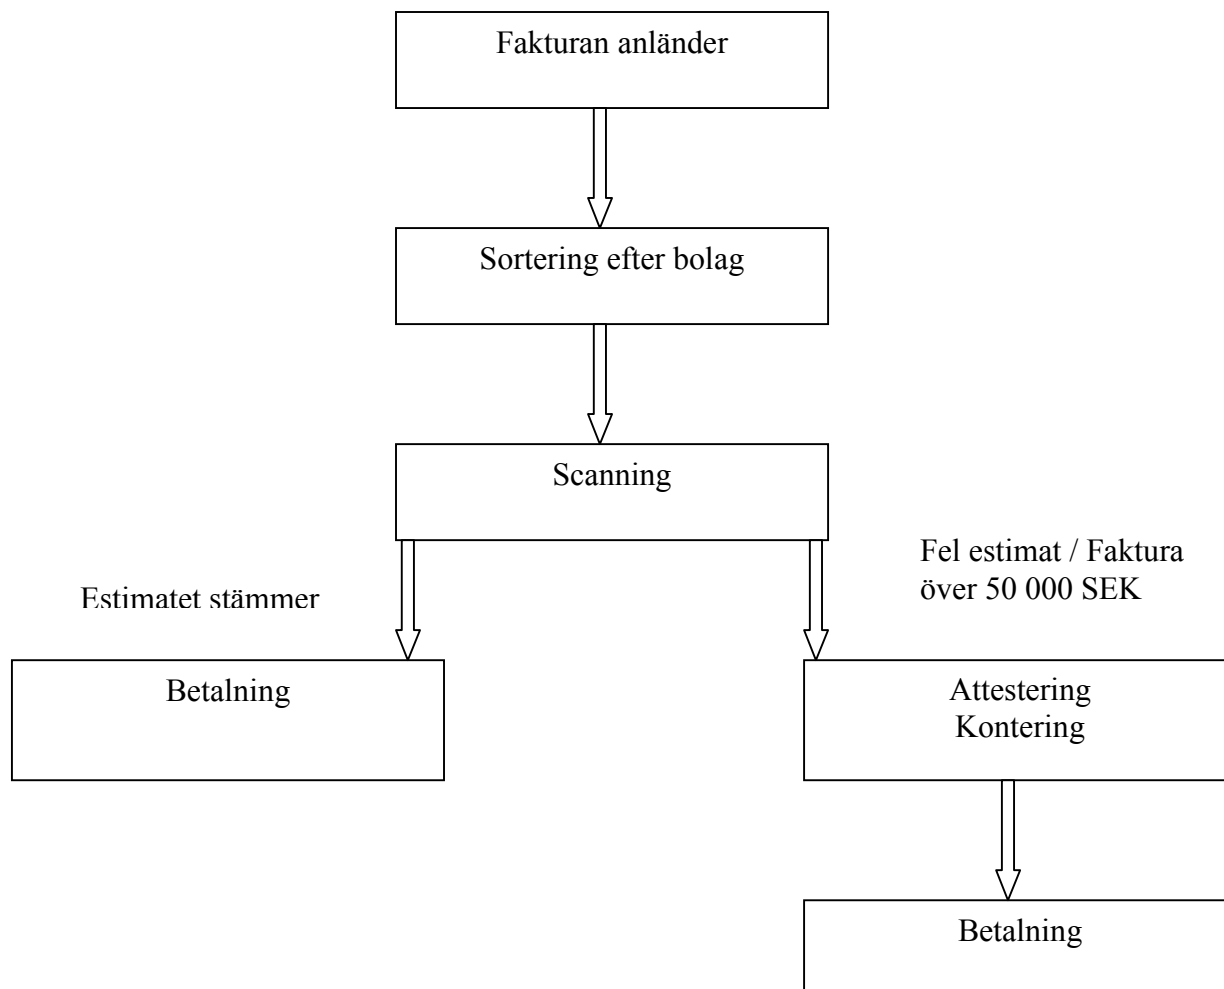 Fakturan anländer
Sortering efter bolag
Scanning
Fel estimat / Faktura
över 50 000 SEK
Estimatet stämmer
Betalning
Attestering
Kontering
Betalning